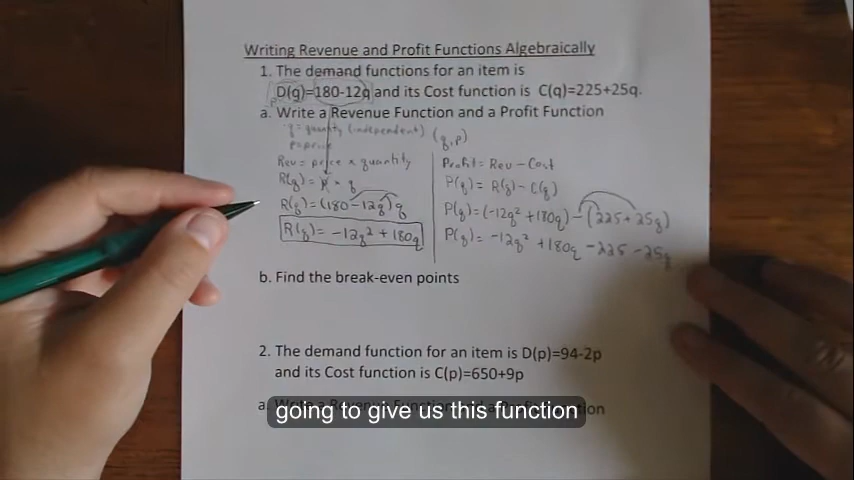 Writing Revenue and Profit Functions Algebraically
1. The demand functions for an item is
D(q)=180-12q and its Cost function is C(q)=225+25q.
a. Write a Revenue Function and a Profit Function
q=quantity (independent) (q,p)
p=price
Rev = price × quantity
R(q) = p × q
R(q) = (180-12q)q
R(q) = -12q² + 180q
Profit = Rev - Cost
P(q) = R(q) - C(q)
P(q) = (-12q² + 180q) - (225 + 25q)
P(q) = -12q² + 180q - 225 - 25q
b. Find the break-even points
2. The demand function for an item is D(p)=94-2p
and its Cost function is C(p)=650+9p
a.
going to give us this function